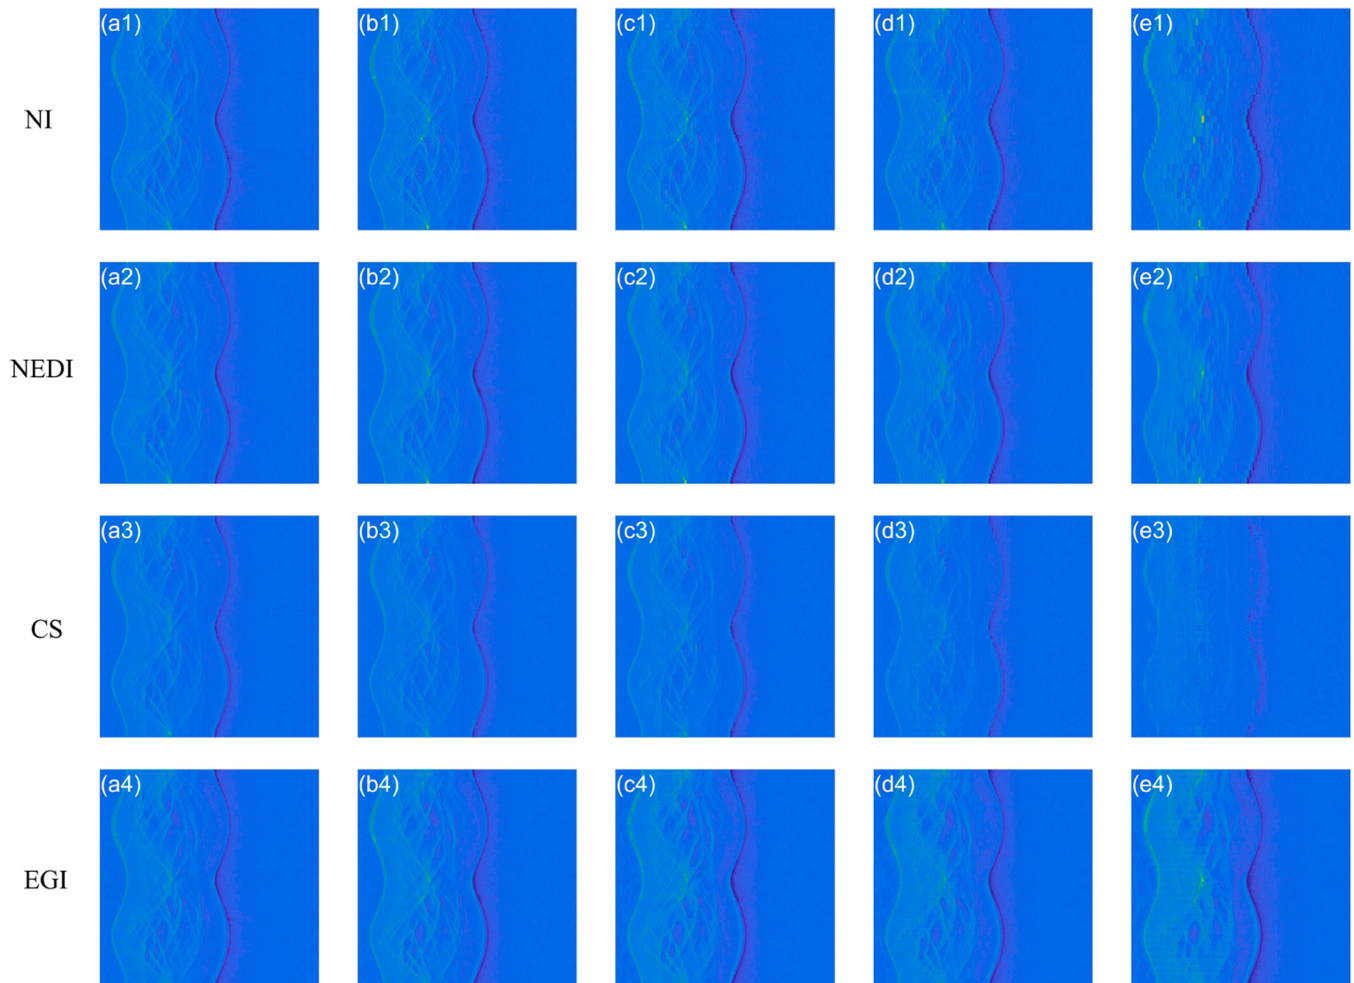 (a1) (b1) (c1) (d1) (e1)
NI
(a2) (b2) (c2) (d2) (e2)
NEDI
(a3) (b3) (c3) (d3) (e3)
CS
(a4) (b4) (c4) (d4) (e4)
EGI